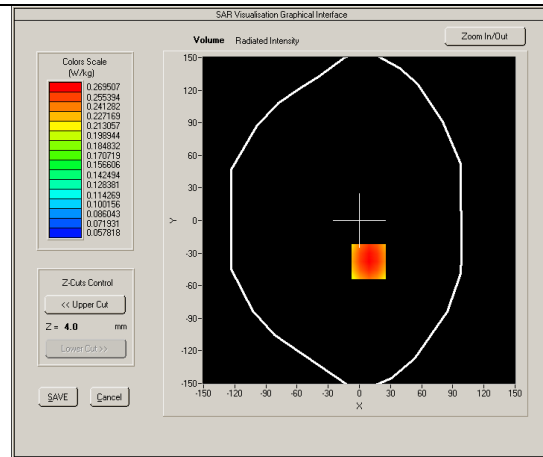 SAR Visualisation Graphical Interface
Volume Radiated Intensity
Zoom In/Out
Colors Scale
(W/kg)
0.269507
0.255394
0.241282
0.227169
0.213057
0.198944
0.184832
0.170719
0.156606
0.142494
0.128381
0.114269
0.100156
0.086043
0.071931
0.057818
Z-Cuts Control
<< Upper Cut
Z = 4.0 mm
Lower Cut >>
SAVE Cancel
150
120
90
60
30
0
-30
-60
-90
-120
-150
Y
-150 -120 -90 -60 -30 0 30 60 90 120 150
X